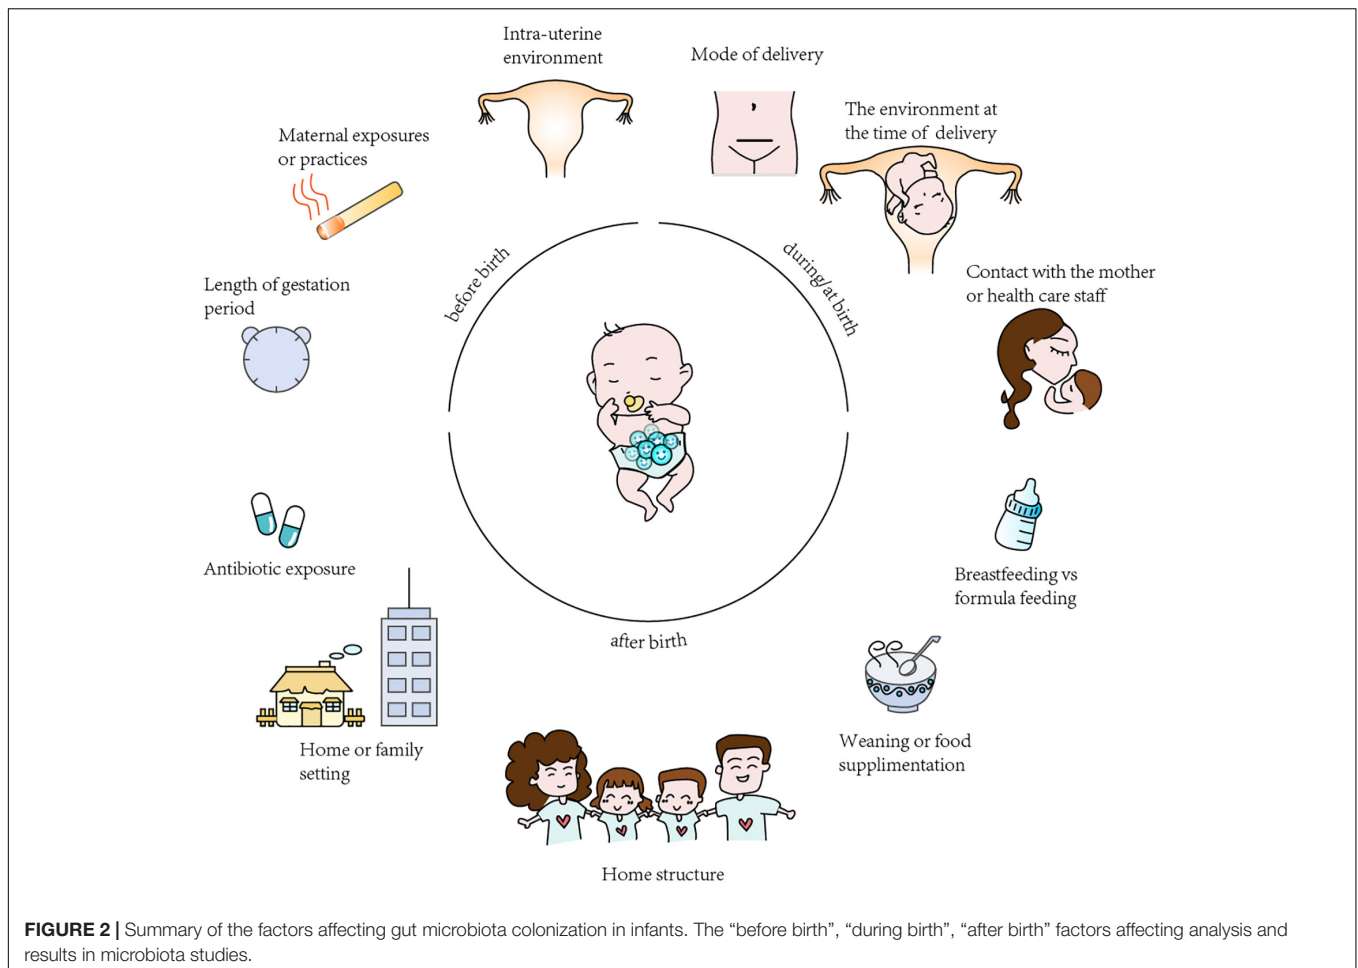 Intra-uterine
environment
Mode of delivery
The environment at
the time of delivery
Maternal exposures
or practices
Contact with the mother
or health care staff
Length of gestation
period
before birth
during/at birth
Antibiotic exposure
Breastfeeding vs
formula feeding
after birth
Home or family
setting
Weaning or food
supplimentation
Home structure
FIGURE 2 | Summary of the factors affecting gut microbiota colonization in infants. The “before birth”, “during birth”, “after birth” factors affecting analysis and
results in microbiota studies.